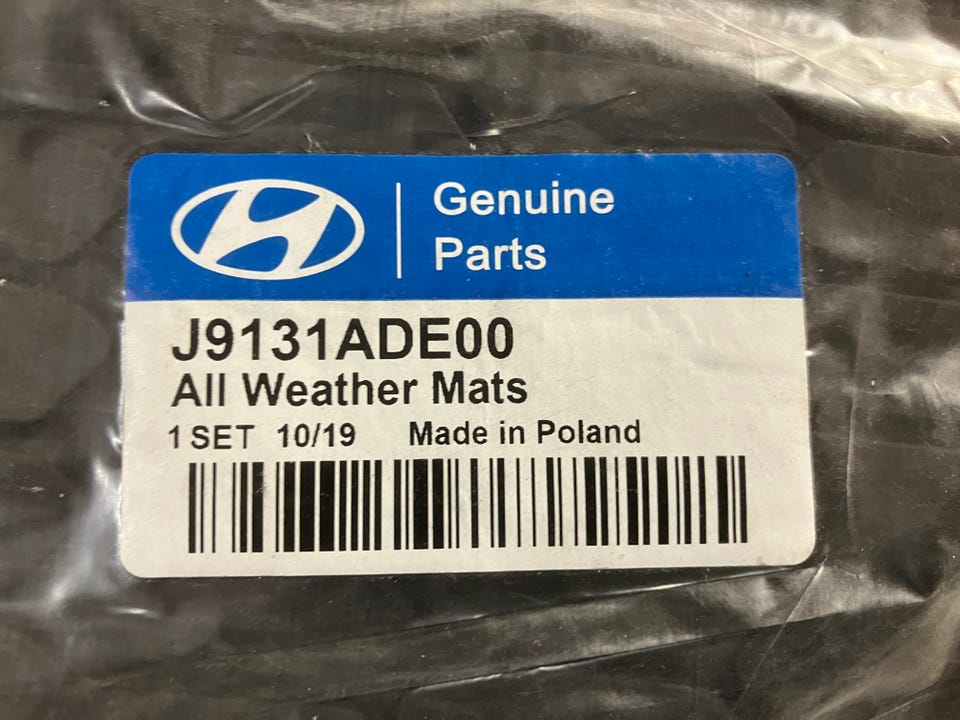 Genuine
Parts
J9131ADE00
All Weather Mats
1 SET 10/19 Made in Poland